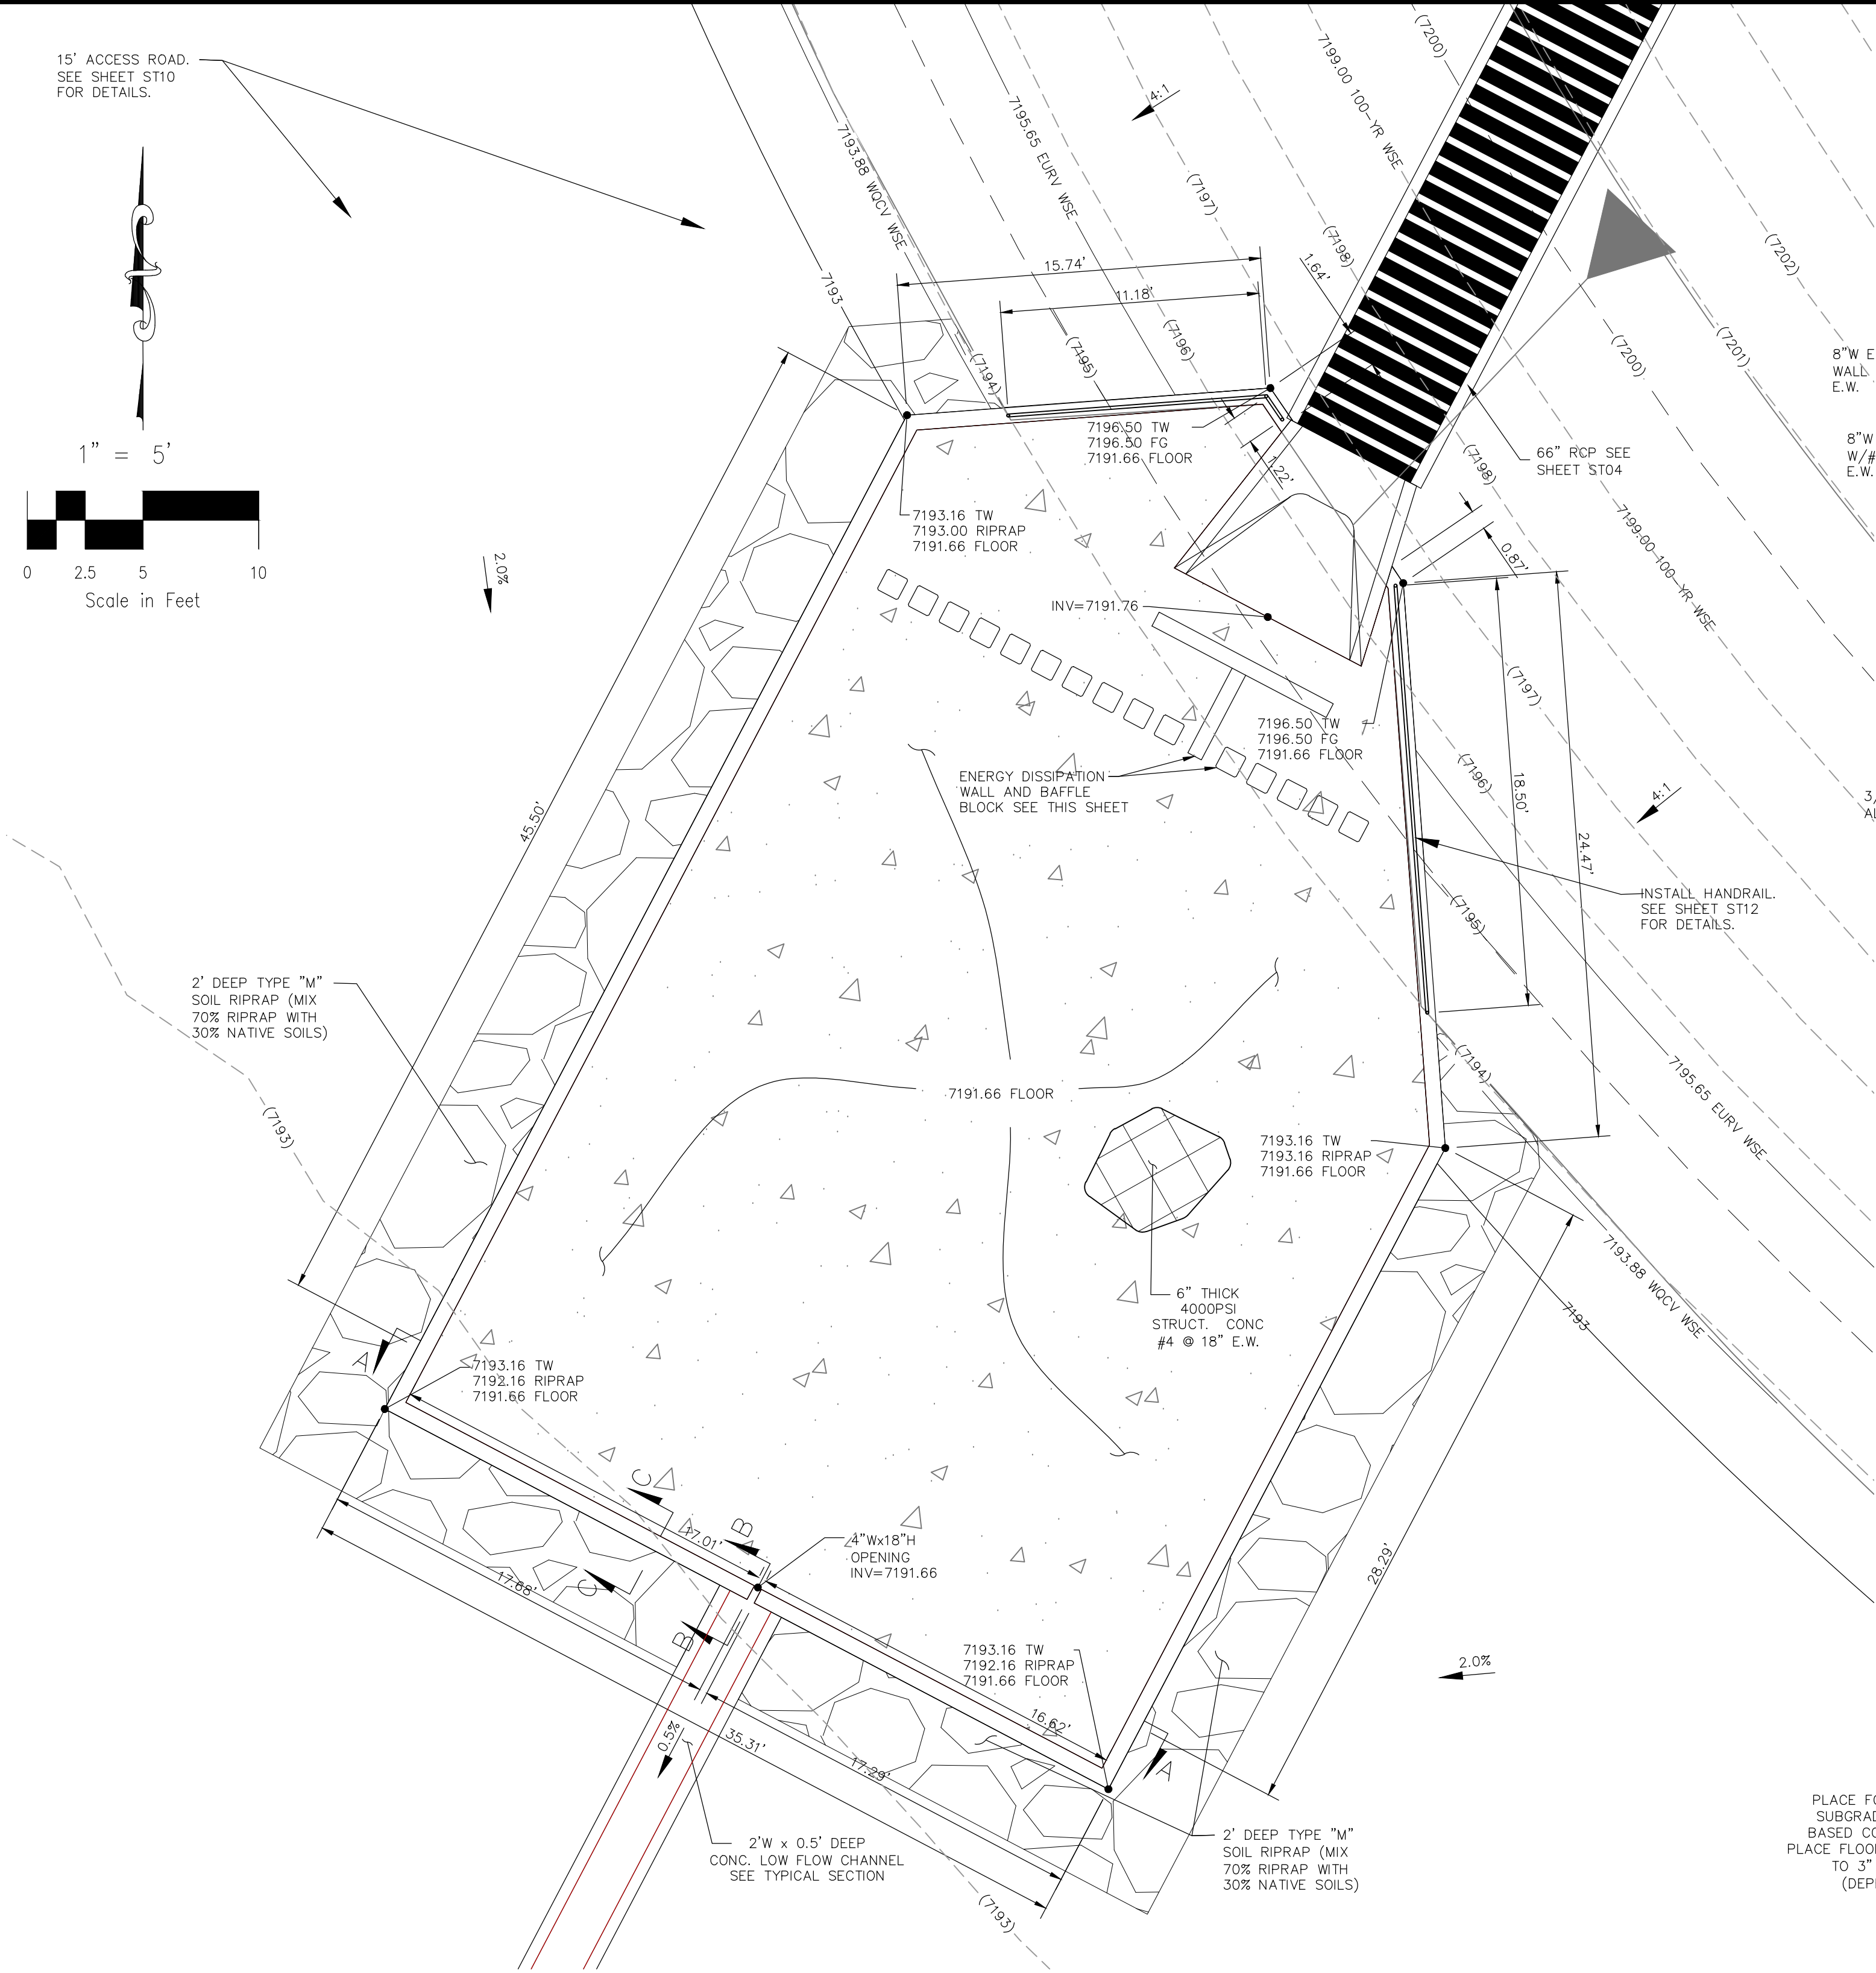 15' ACCESS ROAD.
SEE SHEET ST10
FOR DETAILS.
1" = 5'
0 2.5 5 10
Scale in Feet
2.0%
7193
7193.88 WQCV WSE
7195.65 EURV WSE
4:1
(7197)
(7198)
7199.00 100-YR WSE
(7200)
(7202)
(7201)
(7200)
8"W E
WALL
E.W.
8"W
W/#
E.W.
15.74'
11.18'
1.64'
(7194)
(7195)
(7196)
7196.50 TW
7196.50 FG
7191.66 FLOOR
1.22'
66" RCP SEE
SHEET ST04
(7198)
7199.00 100-YR WSE
0.87'
7193.16 TW
7193.00 RIPRAP
7191.66 FLOOR
INV=7191.76
7196.50 TW
7196.50 FG
7191.66 FLOOR
(7197)
(7196)
4:1
18.50'
24.47'
ENERGY DISSIPATION
WALL AND BAFFLE
BLOCK SEE THIS SHEET
45.50'
INSTALL HANDRAIL.
SEE SHEET ST12
FOR DETAILS.
(7195)
2' DEEP TYPE "M"
SOIL RIPRAP (MIX
70% RIPRAP WITH
30% NATIVE SOILS)
(7193)
7191.66 FLOOR
(7194)
7195.65 EURV WSE
7193.16 TW
7193.16 RIPRAP
7191.66 FLOOR
7193.88 WQCV WSE
7193
6" THICK
4000PSI
STRUCT. CONC
#4 @ 18" E.W.
A
7193.16 TW
7192.16 RIPRAP
7191.66 FLOOR
C
17.01'
B
4"Wx18"H
OPENING
INV=7191.66
17.68'
C
B
28.29'
7193.16 TW
7192.16 RIPRAP
7191.66 FLOOR
2.0%
16.62'
0.5%
35.31'
17.29'
A
2'W x 0.5' DEEP
CONC. LOW FLOW CHANNEL
SEE TYPICAL SECTION
2' DEEP TYPE "M"
SOIL RIPRAP (MIX
70% RIPRAP WITH
30% NATIVE SOILS)
(7193)
PLACE FO
SUBGRAD
BASED CO
PLACE FLOOR
TO 3"
(DEP